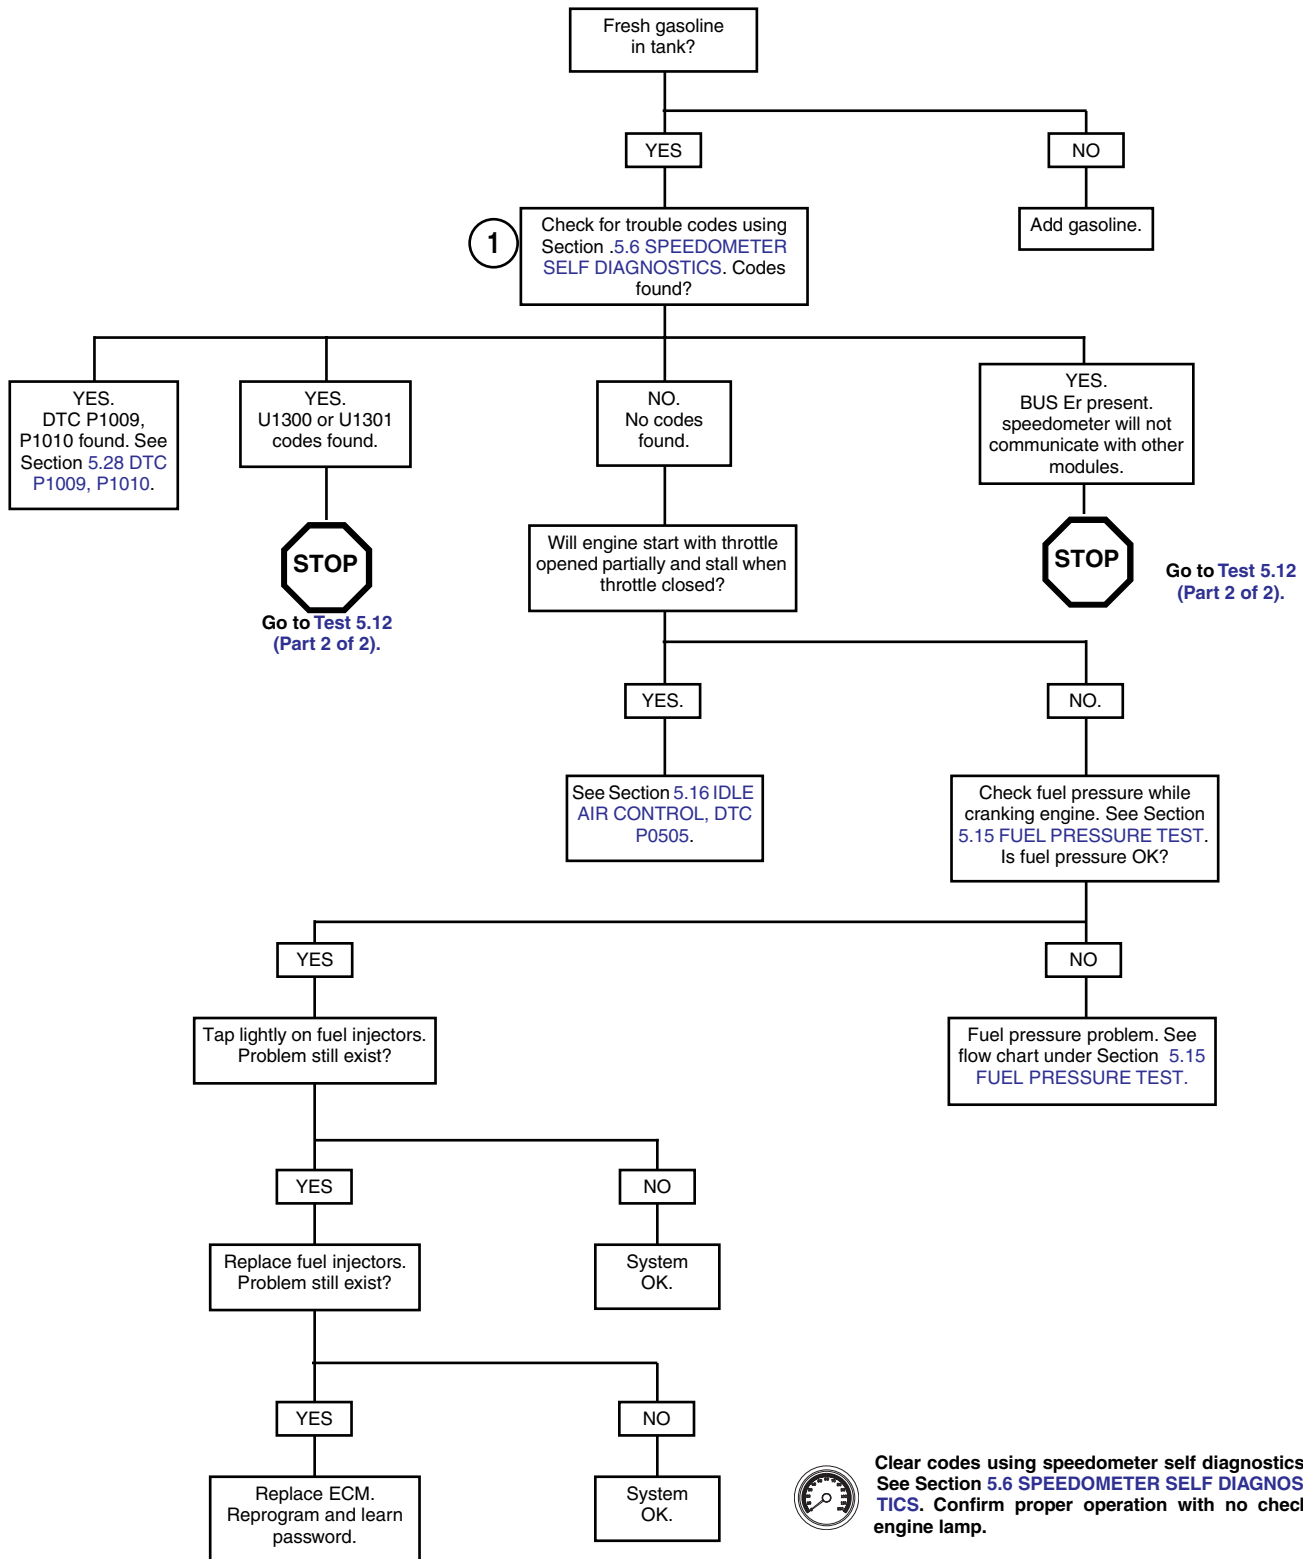 Fresh gasoline
in tank?
YES
NO
1
Check for trouble codes using
Section .5.6 SPEEDOMETER
SELF DIAGNOSTICS. Codes
found?
Add gasoline.
YES.
DTC P1009,
P1010 found. See
Section 5.28 DTC
P1009, P1010.
YES.
U1300 or U1301
codes found.
NO.
No codes
found.
YES.
BUS Er present.
speedometer will not
communicate with other
modules.
STOP
Go to Test 5.12
(Part 2 of 2).
Will engine start with throttle
opened partially and stall when
throttle closed?
STOP
Go to Test 5.12
(Part 2 of 2).
YES.
NO.
See Section 5.16 IDLE
AIR CONTROL, DTC
P0505.
Check fuel pressure while
cranking engine. See Section
5.15 FUEL PRESSURE TEST.
Is fuel pressure OK?
YES
NO
Tap lightly on fuel injectors.
Problem still exist?
Fuel pressure problem. See
flow chart under Section 5.15
FUEL PRESSURE TEST.
YES
NO
Replace fuel injectors.
Problem still exist?
System
OK.
YES
NO
Replace ECM.
Reprogram and learn
password.
System
OK.
Clear codes using speedometer self diagnostics
See Section 5.6 SPEEDOMETER SELF DIAGNOS
TICS. Confirm proper operation with no check
engine lamp.